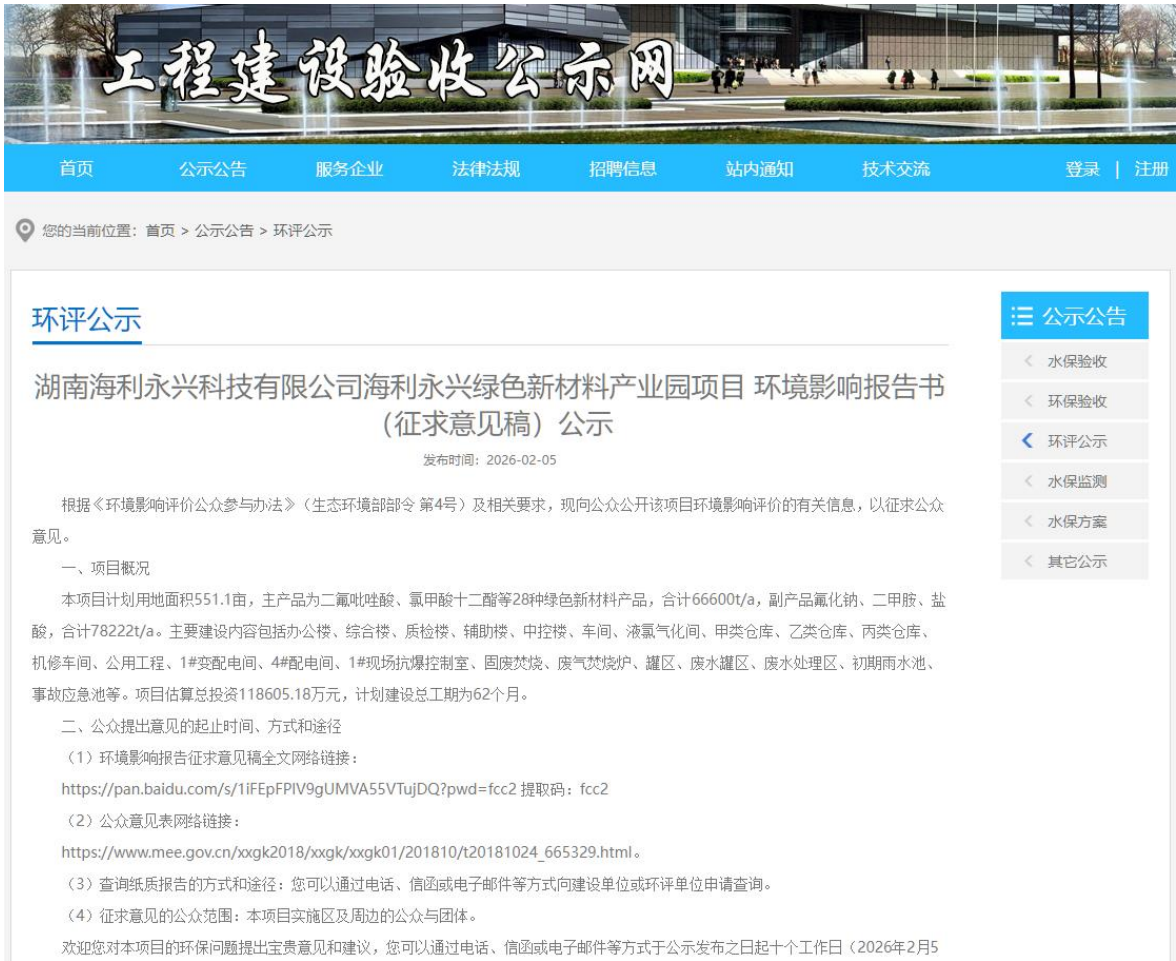 工程建设验收公示网
首页 公示公告 服务企业 法律法规 招聘信息 站内通知 技术交流 登录 | 注册
您的当前位置：首页 > 公示公告 > 环评公示
环评公示
湖南海利永兴科技有限公司海利永兴绿色新材料产业园项目 环境影响报告书
（征求意见稿）公示
发布时间：2026-02-05
根据《环境影响评价公众参与办法》（生态环境部部令 第4号）及相关要求，现向公众公开该项目环境影响评价的有关信息，以征求公众
意见。
一、项目概况
本项目计划用地面积551.1亩，主产品为二氟吡唑酸、氯甲酸十二酯等28种绿色新材料产品，合计66600t/a，副产品氟化钠、二甲胺、盐
酸，合计78222t/a。主要建设内容包括办公楼、综合楼、质检楼、辅助楼、中控楼、车间、液氯气化间、甲类仓库、乙类仓库、丙类仓库、
机修车间、公用工程、1#变配电间、4#配电间、1#现场抗爆控制室、固废焚烧、废气焚烧炉、罐区、废水罐区、废水处理区、初期雨水池、
事故应急池等。项目估算总投资118605.18万元，计划建设总工期为62个月。
二、公众提出意见的起止时间、方式和途径
（1）环境影响报告征求意见稿全文网络链接：
https://pan.baidu.com/s/1iFEpFPlV9gUMVA55VTujDQ?pwd=fcc2 提取码：fcc2
（2）公众意见表网络链接：
https://www.mee.gov.cn/xxgk2018/xxgk/xxgk01/201810/t20181024_665329.html。
（3）查询纸质报告的方式和途径：您可以通过电话、信函或电子邮件等方式向建设单位或环评单位申请查询。
（4）征求意见的公众范围：本项目实施区及周边的公众与团体。
欢迎您对本项目的环保问题提出宝贵意见和建议，您可以通过电话、信函或电子邮件等方式于公示发布之日起十个工作日（2026年2月5
公示公告
水保验收
环保验收
环评公示
水保监测
水保方案
其它公示